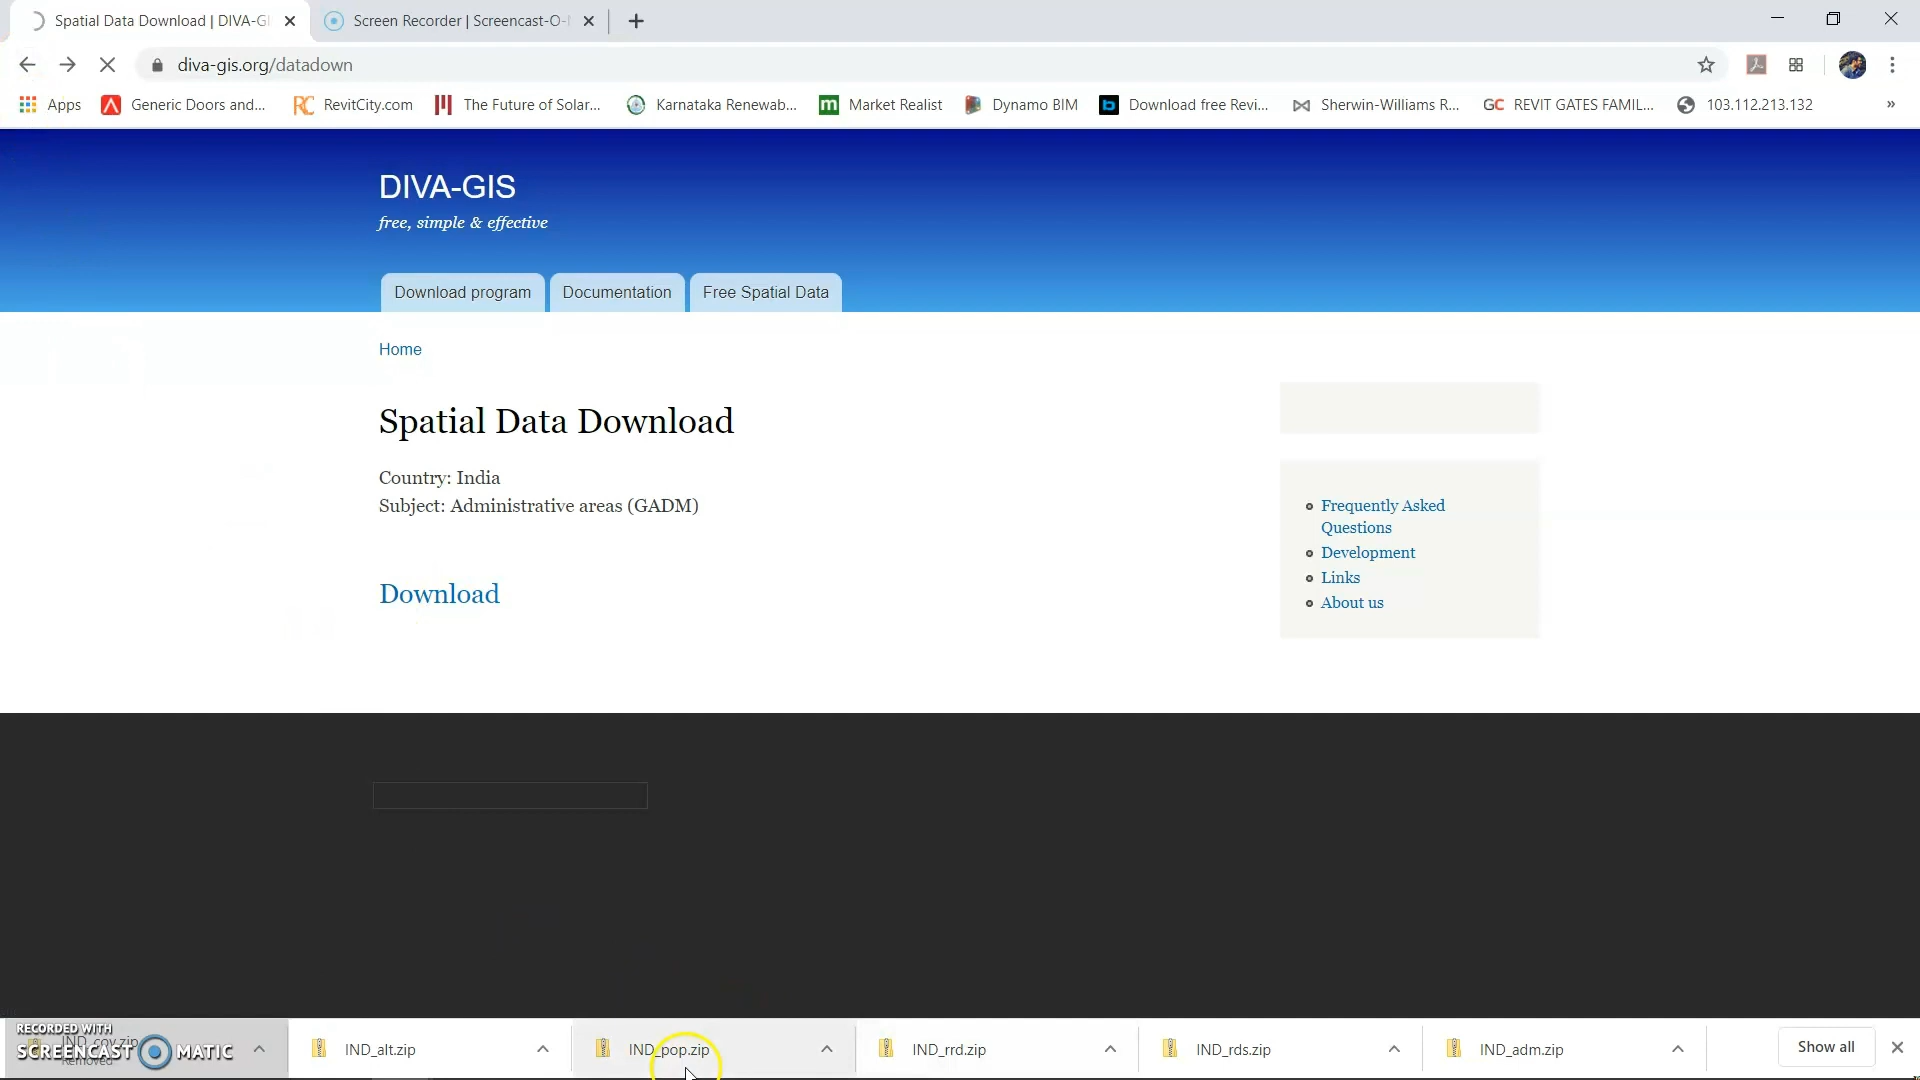 Spatial Data Download | DIVA-GI
Screen Recorder | Screencast-O-
diva-gis.org/datadown
Apps
Generic Doors and...
RevitCity.com
The Future of Solar...
Karnataka Renewab...
Market Realist
Dynamo BIM
Download free Revi...
Sherwin-Williams R...
GC REVIT GATES FAMIL...
103.112.213.132
»
DIVA-GIS
free, simple & effective
Download program
Documentation
Free Spatial Data
Home
Spatial Data Download
Country: India
Subject: Administrative areas (GADM)
Download
Frequently Asked
Questions
Development
Links
About us
RECORDED WITH
SCREENCAST MATIC
IND_cov.zip
Removed
IND_alt.zip
IND_pop.zip
IND_rrd.zip
IND_rds.zip
IND_adm.zip
Show all